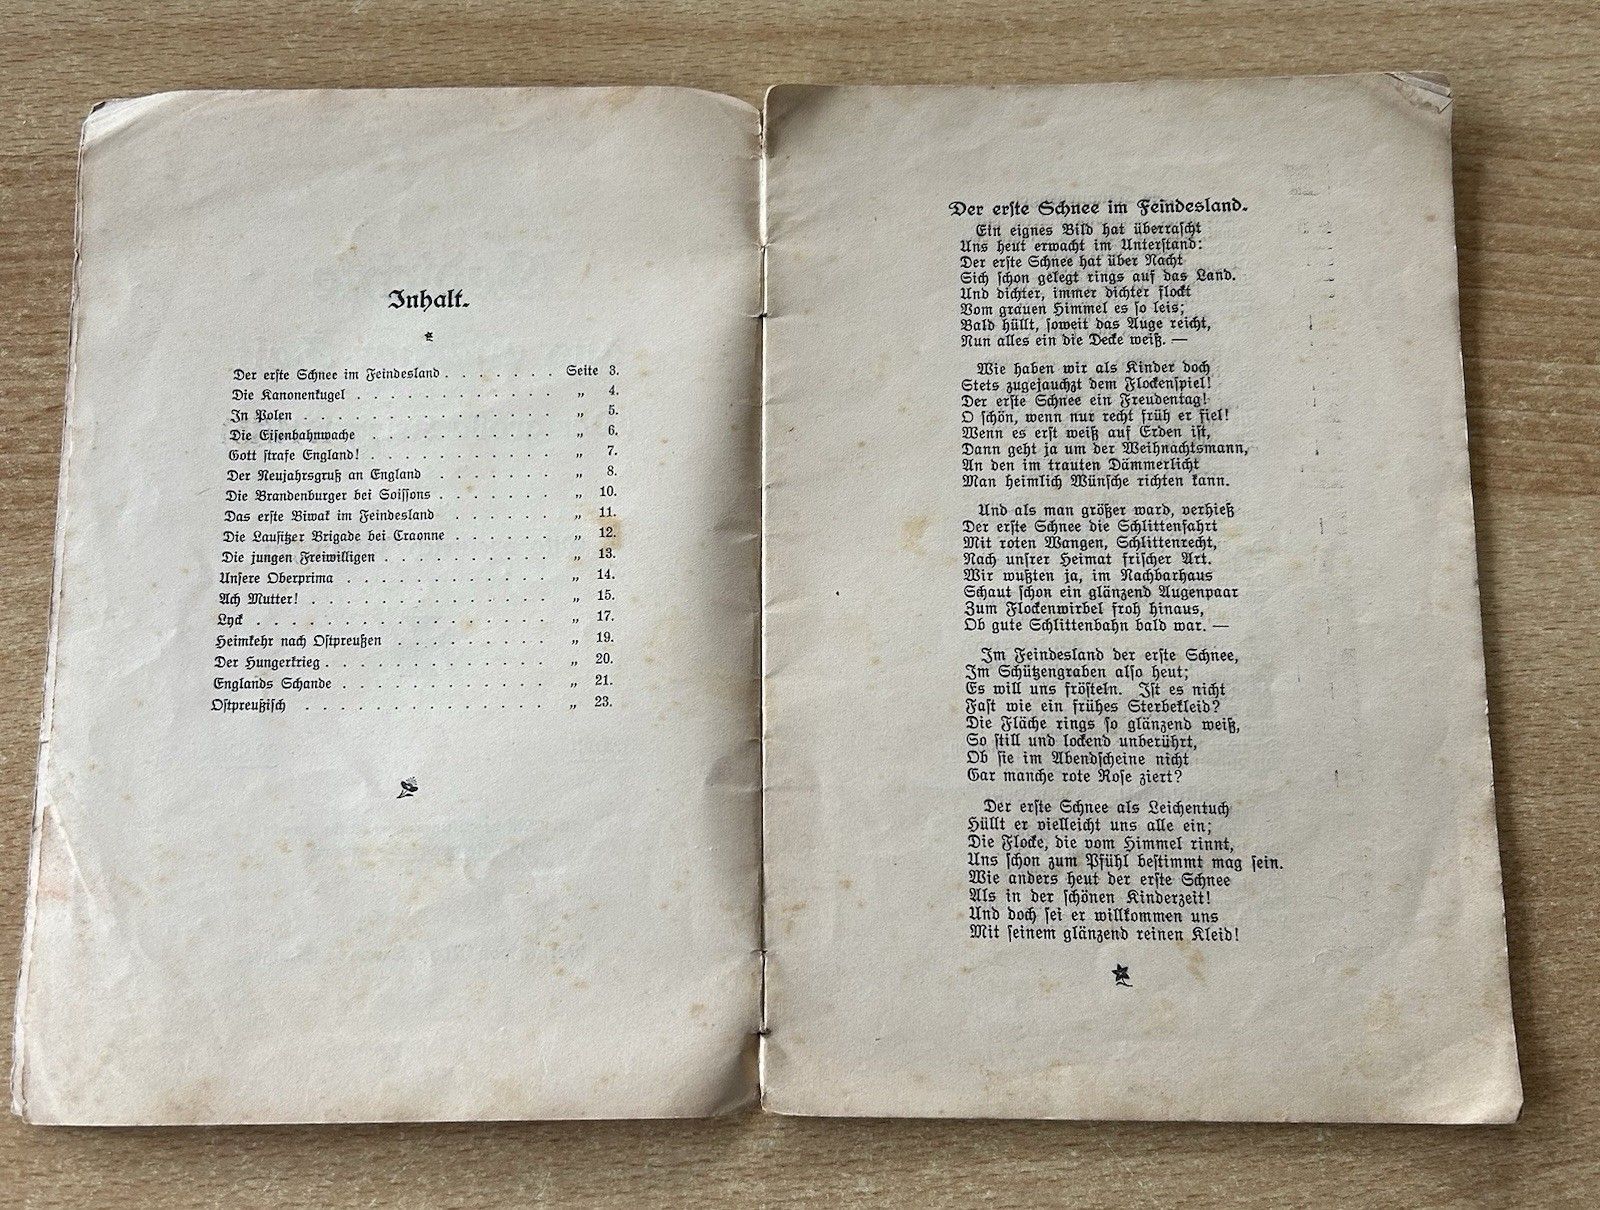 Inhalt.
Der erste Schnee im Feindesland . . . . . . . Seite 3.
Die Kanonenkugel . . . . . . . . . . . . „ 4.
In Polen . . . . . . . . . . . . . . „ 5.
Die Eisenbahnwache . . . . . . . . . . . „ 6.
Gott strafe England! . . . . . . . . . . . „ 7.
Der Neujahrsgruß an England . . . . . . . „ 8.
Die Brandenburger bei Soissons . . . . . . . „ 10.
Das erste Biwak im Feindesland . . . . . . „ 11.
Die Lausitzer Brigade bei Craonne . . . . . . „ 12.
Die jungen Freiwilligen . . . . . . . . . . „ 13.
Unsere Oberprima . . . . . . . . . . . . „ 14.
Ach Mutter! . . . . . . . . . . . . . . „ 15.
Lyck . . . . . . . . . . . . . . . . . „ 17.
Heimkehr nach Ostpreußen . . . . . . . . . „ 19.
Der Hungerkrieg . . . . . . . . . . . . . „ 20.
Englands Schande . . . . . . . . . . . . „ 21.
Ostpreußisch . . . . . . . . . . . . . . „ 23.
Der erste Schnee im Feindesland.
Ein eignes Bild hat überrascht
Uns heut erwacht im Unterstand:
Der erste Schnee hat über Nacht
Sich schon gelegt rings auf das Land.
Und dichter, immer dichter flockt
Vom grauen Himmel es so leis;
Bald hüllt, soweit das Auge reicht,
Nun alles ein die Decke weiß. —
Wie haben wir als Kinder doch
Stets zugejauchzt dem Flockenspiel!
Der erste Schnee ein Freudentag!
O schön, wenn nur recht früh er fiel!
Wenn es erst weiß auf Erden ist,
Dann geht ja um der Weihnachtsmann,
An den im trauten Dämmerlicht
Man heimlich Wünsche richten kann.
Und als man größer ward, verhieß
Der erste Schnee die Schlittenfahrt
Mit roten Wangen, Schlittenrecht,
Nach unsrer Heimat frischer Art.
Wir wußten ja, im Nachbarhaus
Schaut schon ein glänzend Augenpaar
Zum Flockenwirbel froh hinaus,
Ob gute Schlittenbahn bald war. —
Im Feindesland der erste Schnee,
Im Schützengraben also heut;
Es will uns frösteln. Ist es nicht
Fast wie ein frühes Sterbekleid?
Die Fläche rings so glänzend weiß,
So still und lockend unberührt,
Ob sie im Abendscheine nicht
Gar manche rote Rose ziert?
Der erste Schnee als Leichentuch
Hüllt er vielleicht uns alle ein;
Die Flocke, die vom Himmel rinnt,
Uns schon zum Pfühl bestimmt mag sein.
Wie anders heut der erste Schnee
Als in der schönen Kinderzeit!
Und doch sei er willkommen uns
Mit seinem glänzend reinen Kleid!